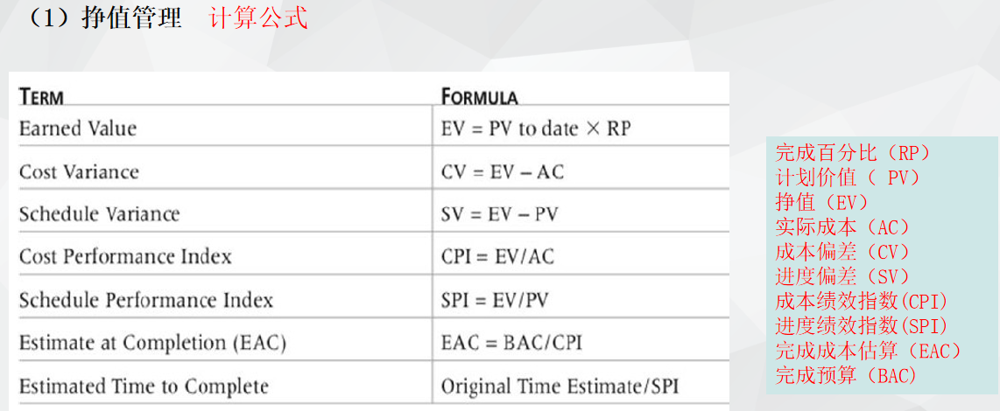 （1）挣值管理 计算公式
TERM FORMULA
Earned Value EV = PV to date × RP
Cost Variance CV = EV – AC
Schedule Variance SV = EV – PV
Cost Performance Index CPI = EV/AC
Schedule Performance Index SPI = EV/PV
Estimate at Completion (EAC) EAC = BAC/CPI
Estimated Time to Complete Original Time Estimate/SPI
完成百分比（RP）
计划价值（ PV）
挣值（EV）
实际成本（AC）
成本偏差（CV）
进度偏差（SV）
成本绩效指数(CPI)
进度绩效指数(SPI)
完成成本估算（EAC）
完成预算（BAC)